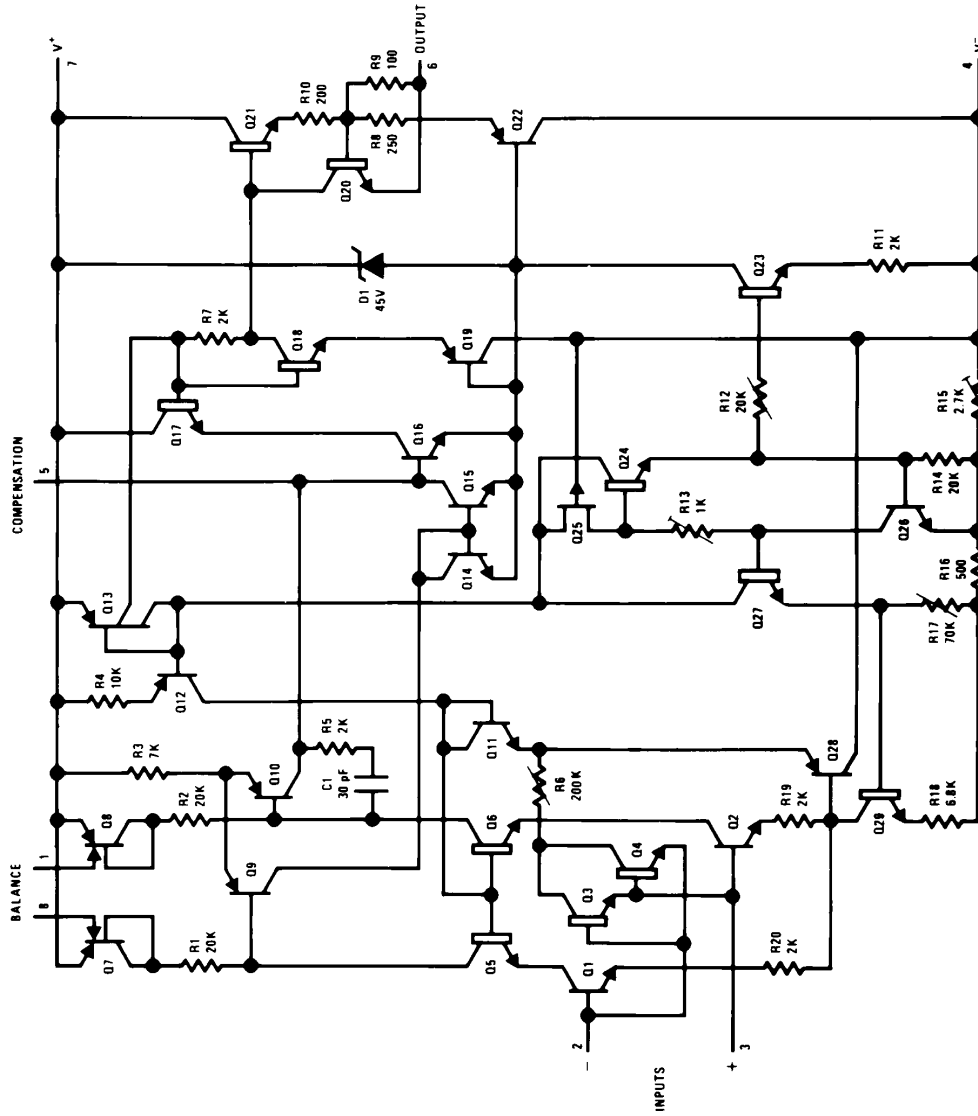 BALANCE
8
1
COMPENSATION
5
V+
7
Q7
Q8
R3
7K
R4
10K
Q13
R1
20K
R2
20K
Q9
Q10
R5
2K
C1
30 pF
Q12
Q17
R7
2K
Q18
D1
45V
Q21
R10
200
R9
100
R8
250
OUTPUT
6
Q20
Q22
Q14
Q15
Q16
Q19
Q5
Q6
Q11
R6
200K
Q3
Q4
Q1
Q2
INPUTS
-
2
+
3
R20
2K
R19
2K
Q28
Q29
R18
6.8K
Q25
Q24
R13
1K
R12
20K
Q23
Q27
Q26
R17
70K
R16
500
R14
20K
R15
2.7K
R11
2K
4
V-